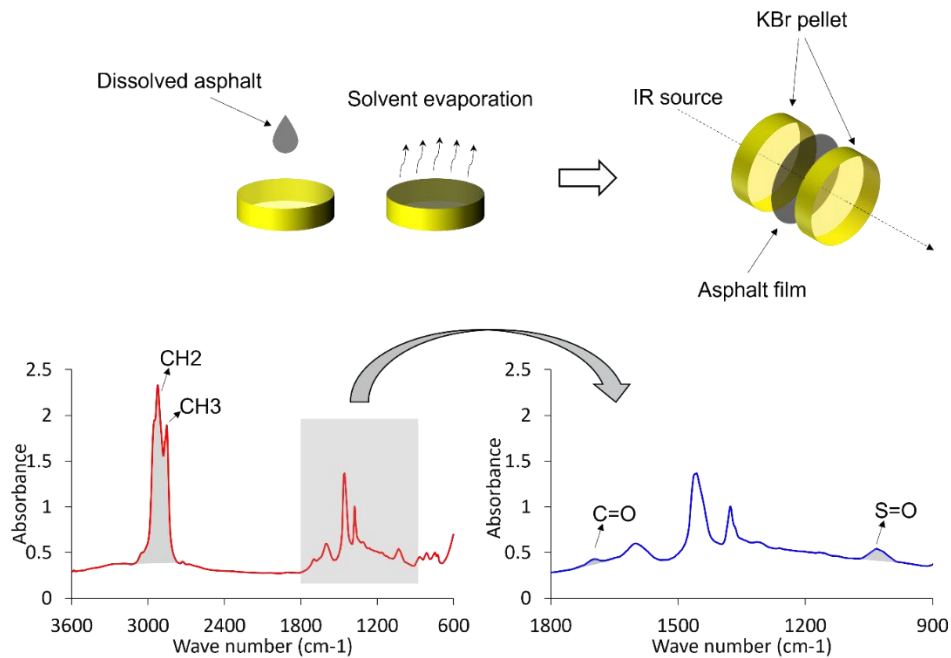 KBr pellet
Dissolved asphalt
Solvent evaporation
IR source
Asphalt film
CH2
CH3
2.5
2
1.5
1
0.5
0
Absorbance
3600
3000
2400
1800
1200
600
Wave number (cm-1)
2.5
2
1.5
1
0.5
0
Absorbance
C=O
S=O
1800
1500
1200
900
Wave number (cm-1)